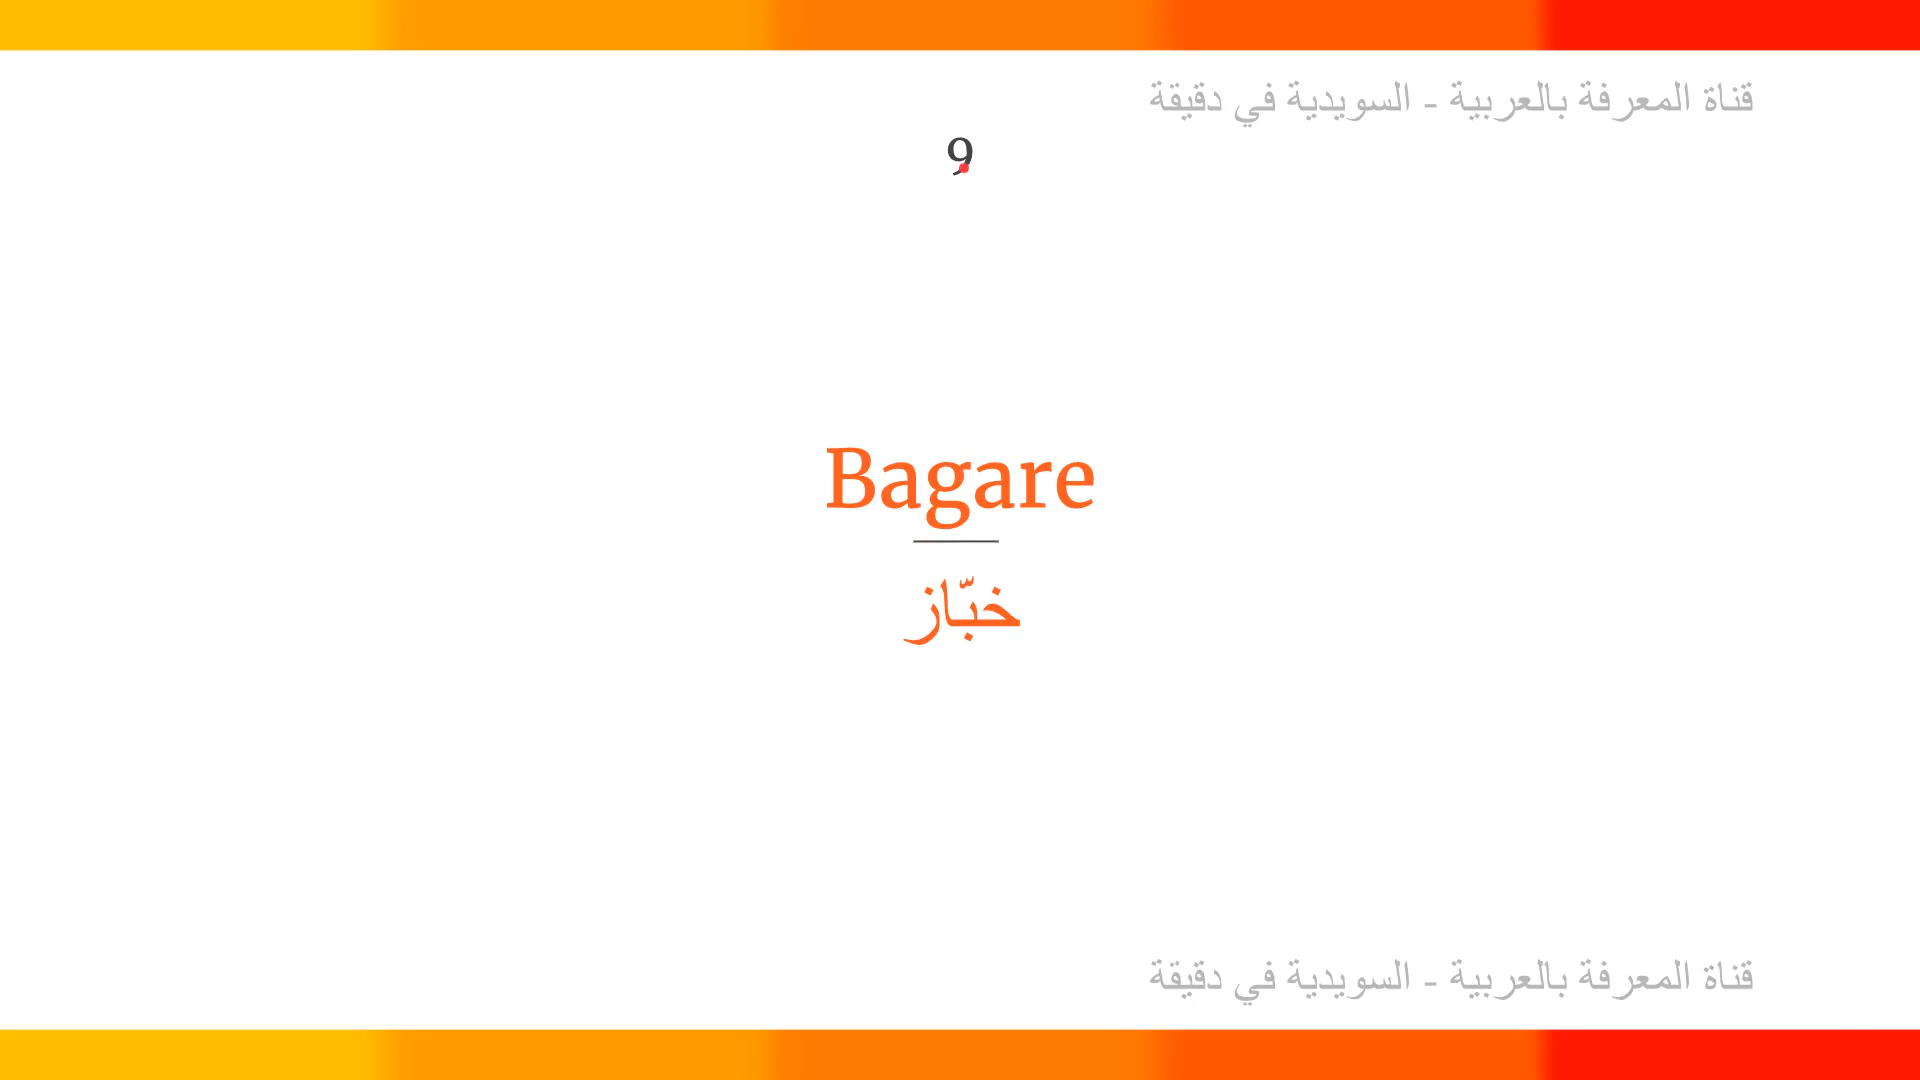 قناة المعرفة بالعربية - السويدية في دقيقة
9
Bagare
خبّاز
قناة المعرفة بالعربية - السويدية في دقيقة